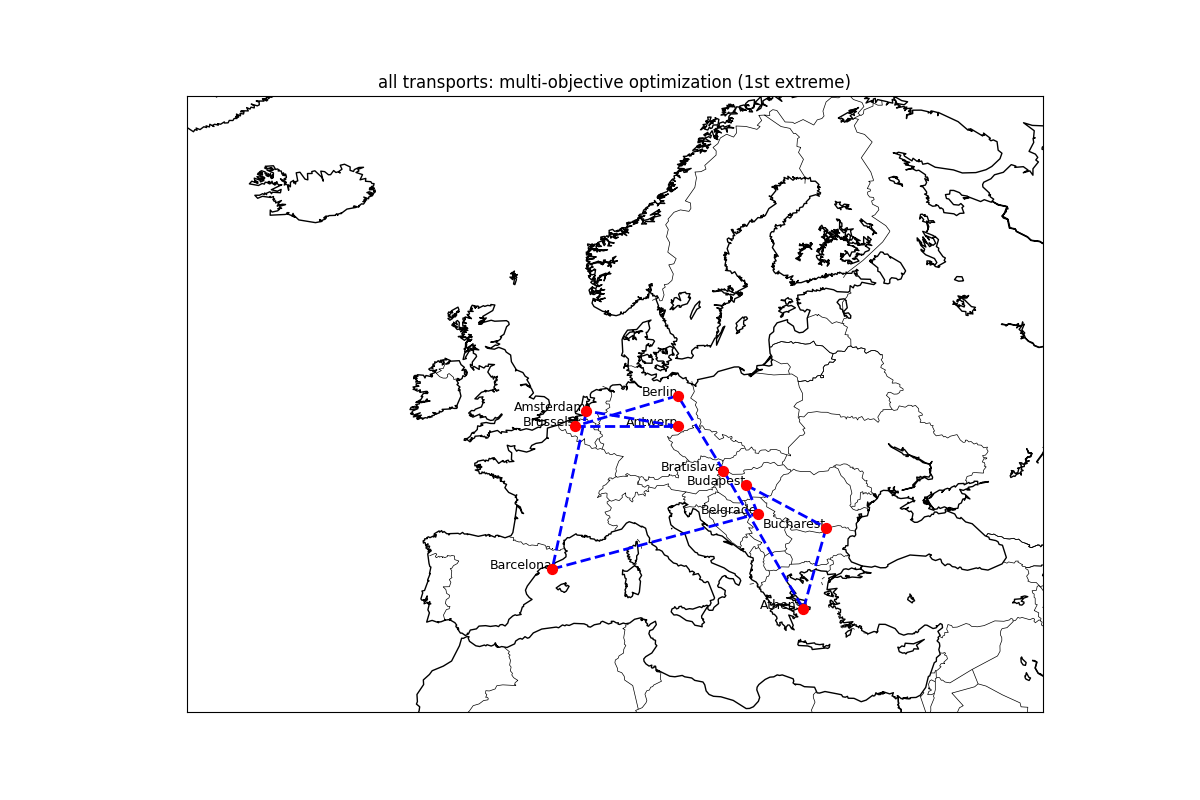 all transports: multi-objective optimization (1st extreme)
Berlin
Amsterdam
Brussels
Antwerp
Bratislava
Budapest
Belgrade
Bucharest
Barcelona
Athens